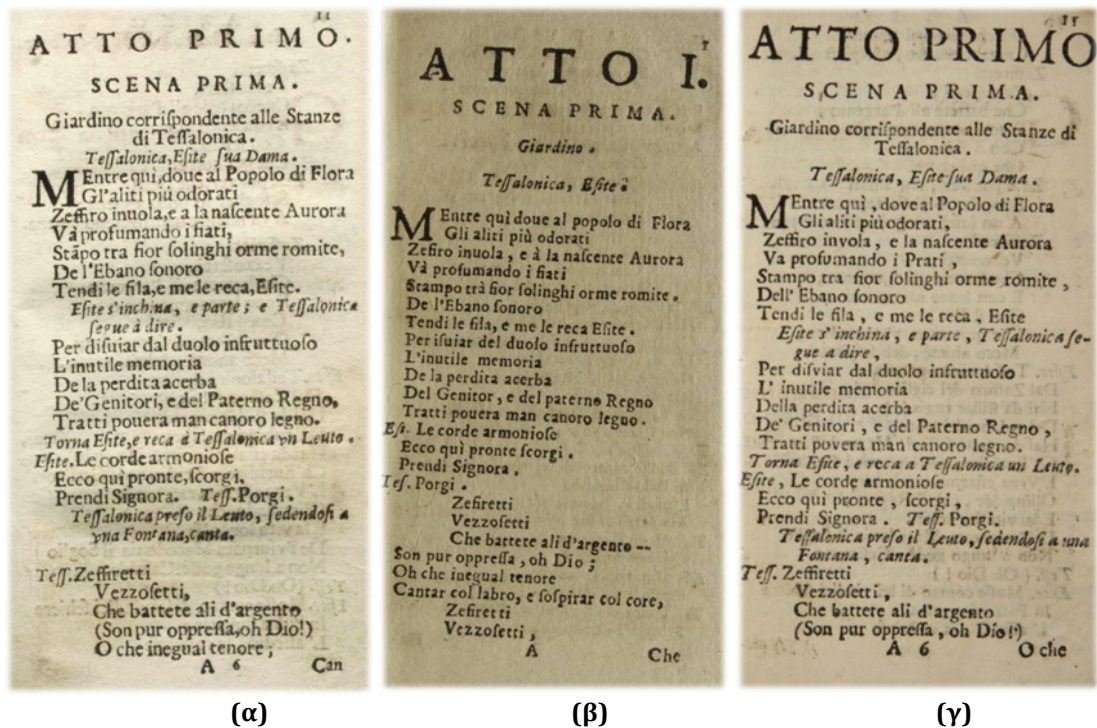 11
ATTO PRIMO.
SCENA PRIMA.
Giardino corriſpondente alle Stanze
di Teſſalonica.
Teſſalonica, Eſite ſua Dama.
MEntre qui,doue al Popolo di Flora
Gl'aliti più odorati
Zeffiro inuola,e a la naſcente Aurora
Và profumando i fiati,
Stãpo tra fior ſolinghi orme romite,
De l'Ebano ſonoro
Tendi le fila,e me le reca,Eſite.
Eſite s'inchina, e parte; e Teſſalonica
ſegue à dire.
Per diſuiar dal duolo infruttuoſo
L'inutile memoria
De la perdita acerba
De'Genitori, e del Paterno Regno,
Tratti pouera man canoro legno.
Torna Eſite,e reca à Teſſalonica vn Leuto.
Eſite.Le corde armonioſe
Ecco qui pronte,ſcorgi,
Prendi Signora. Teſſ.Porgi.
Teſſalonica preſo il Leuto, ſedendoſi a
vna Fontana,canta.
Teſſ.Zeffiretti
Vezzoſetti,
Che battete ali d'argento
(Son pur oppreſſa,oh Dio!)
O che inegual tenore;
A 6 Can
(α)
1
ATTO I.
SCENA PRIMA.
Giardino.
Teſſalonica, Eſite.
MEntre quì doue al popolo di Flora
Gli aliti più odorati
Zefiro inuola, e à la naſcente Aurora
Và profumando i fiati
Stampo trà fior ſolinghi orme romite.
De l'Ebano ſonoro
Tendi le fila, e me le reca Eſite.
Per iſuiar del duolo infruttuoſo
L'inutile memoria
De la perdita acerba
Del Genitor, e del paterno Regno
Tratti pouera man canoro legno.
Eſi. Le corde armonioſe
Ecco quì pronte ſcorgi.
Prendi Signora.
Teſ. Porgi.
Zefiretti
Vezzoſetti
Che battete ali d'argento --
Son pur oppreſſa, oh Dio;
Oh che inegual tenore
Cantar col labro, e ſoſpirar col core,
Zefiretti
Vezzoſetti,
A Che
(β)
11
ATTO PRIMO
SCENA PRIMA.
Giardino corriſpondente alle Stanze di
Teſſalonica.
Teſſalonica, Eſite ſua Dama.
MEntre quì, dove al Popolo di Flora
Gli aliti più odorati,
Zeffiro invola, e la naſcente Aurora
Va profumando i Prati,
Stampo tra fior ſolinghi orme romite,
Dell' Ebano ſonoro
Tendi le fila, e me le reca, Eſite
Eſite s'inchina, e parte, Teſſalonica ſe-
gue a dire,
Per diſviar dal duolo infruttuoſo
L' inutile memoria
Della perdita acerba
De' Genitori, e del Paterno Regno,
Tratti povera man canoro legno.
Torna Eſite, e reca a Teſſalonica un Leuto.
Eſite, Le corde armonioſe
Ecco quì pronte, ſcorgi,
Prendi Signora. Teſſ. Porgi.
Teſſalonica preſo il Leuto, ſedendoſi a una
Fontana, canta.
Teſſ. Zeffiretti
Vezzoſetti,
Che battete ali d'argento
(Son pur oppreſſa, oh Dio!)
A 6 O che
(γ)